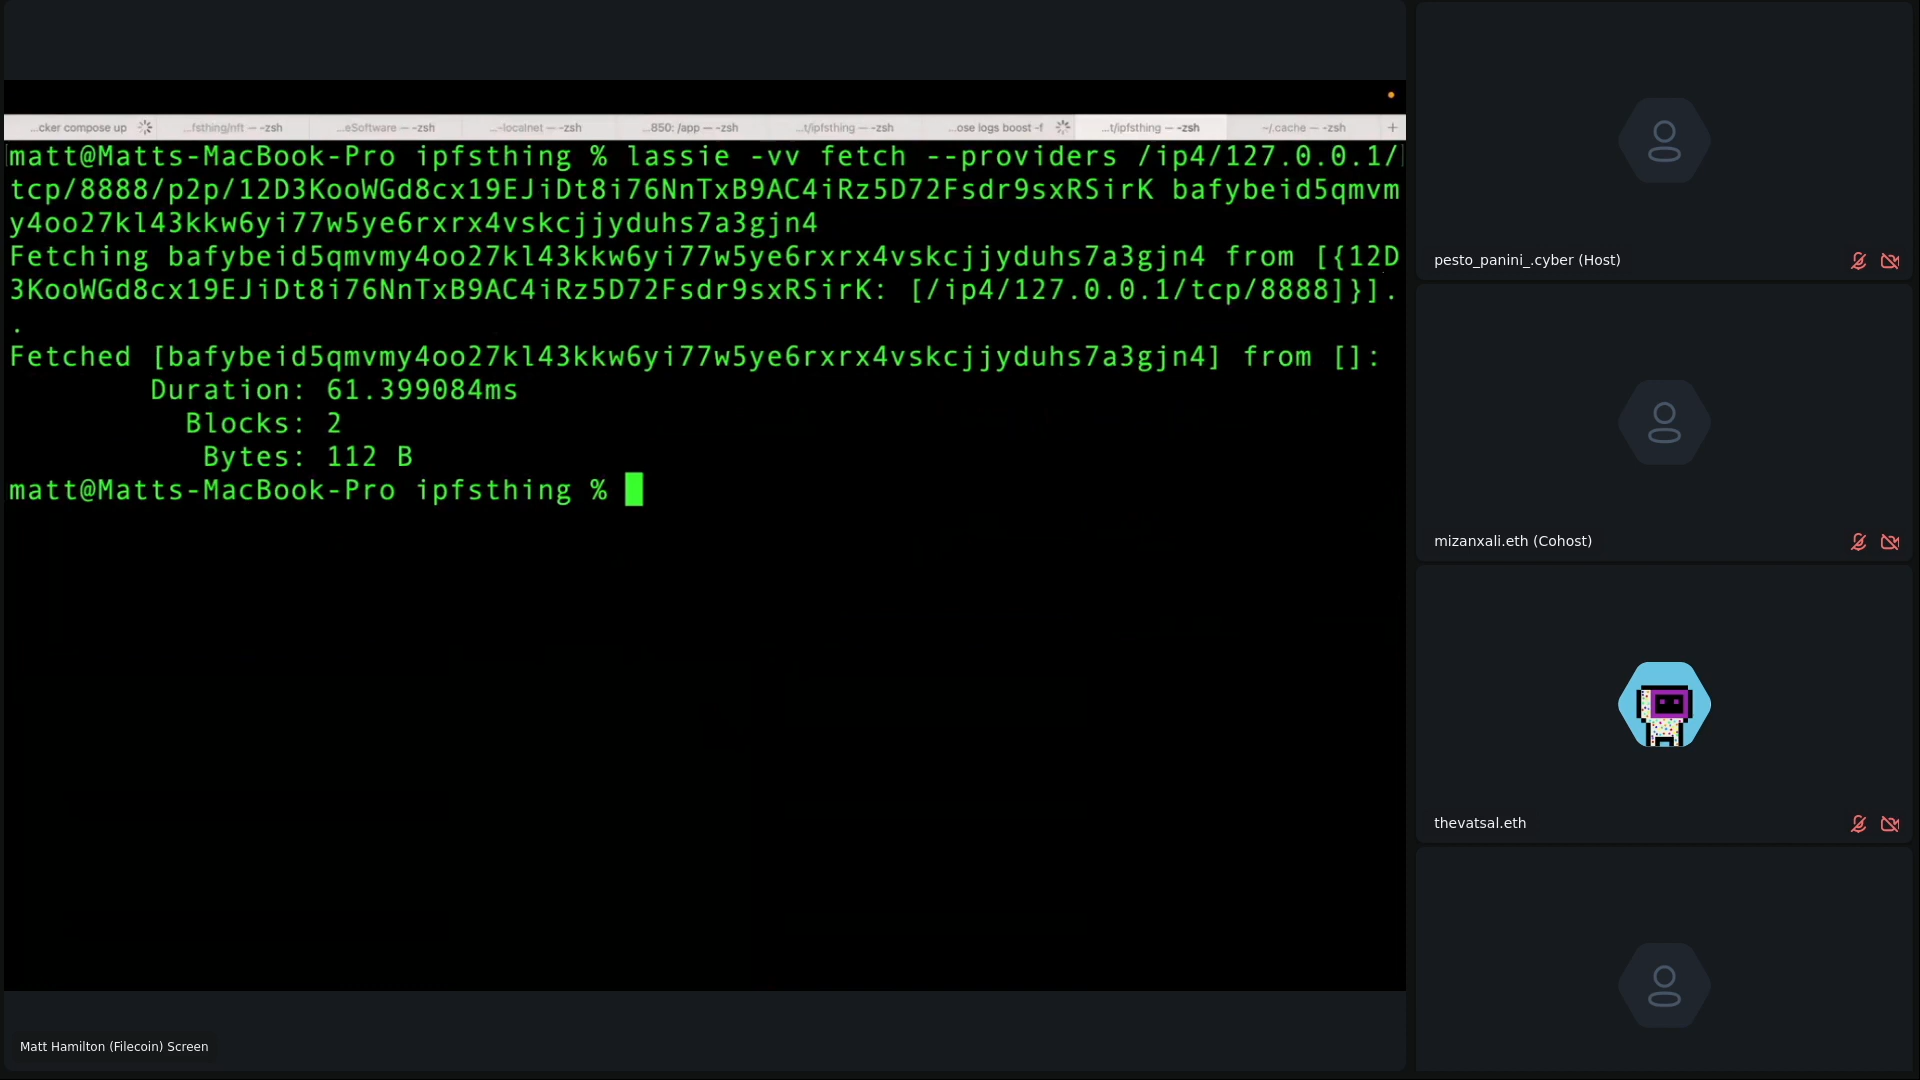 ...cker compose up
...fsthing/nft — -zsh
...eSoftware — -zsh
...-localnet — -zsh
...850: /app — -zsh
...t/ipfsthing — -zsh
...ose logs boost -f
...t/ipfsthing — -zsh
~/.cache — -zsh
+
matt@Matts-MacBook-Pro ipfsthing % lassie -vv fetch --providers /ip4/127.0.0.1/
tcp/8888/p2p/12D3KooWGd8cx19EJiDt8i76NnTxB9AC4iRz5D72Fsdr9sxRSirK bafybeid5qmvm
y4oo27kl43kkw6yi77w5ye6rxrx4vskcjjyduhs7a3gjn4
Fetching bafybeid5qmvmy4oo27kl43kkw6yi77w5ye6rxrx4vskcjjyduhs7a3gjn4 from [{12D
3KooWGd8cx19EJiDt8i76NnTxB9AC4iRz5D72Fsdr9sxRSirK: [/ip4/127.0.0.1/tcp/8888]}].
.
Fetched [bafybeid5qmvmy4oo27kl43kkw6yi77w5ye6rxrx4vskcjjyduhs7a3gjn4] from []:
Duration: 61.399084ms
Blocks: 2
Bytes: 112 B
matt@Matts-MacBook-Pro ipfsthing %
Matt Hamilton (Filecoin) Screen
pesto_panini_.cyber (Host)
mizanxali.eth (Cohost)
thevatsal.eth